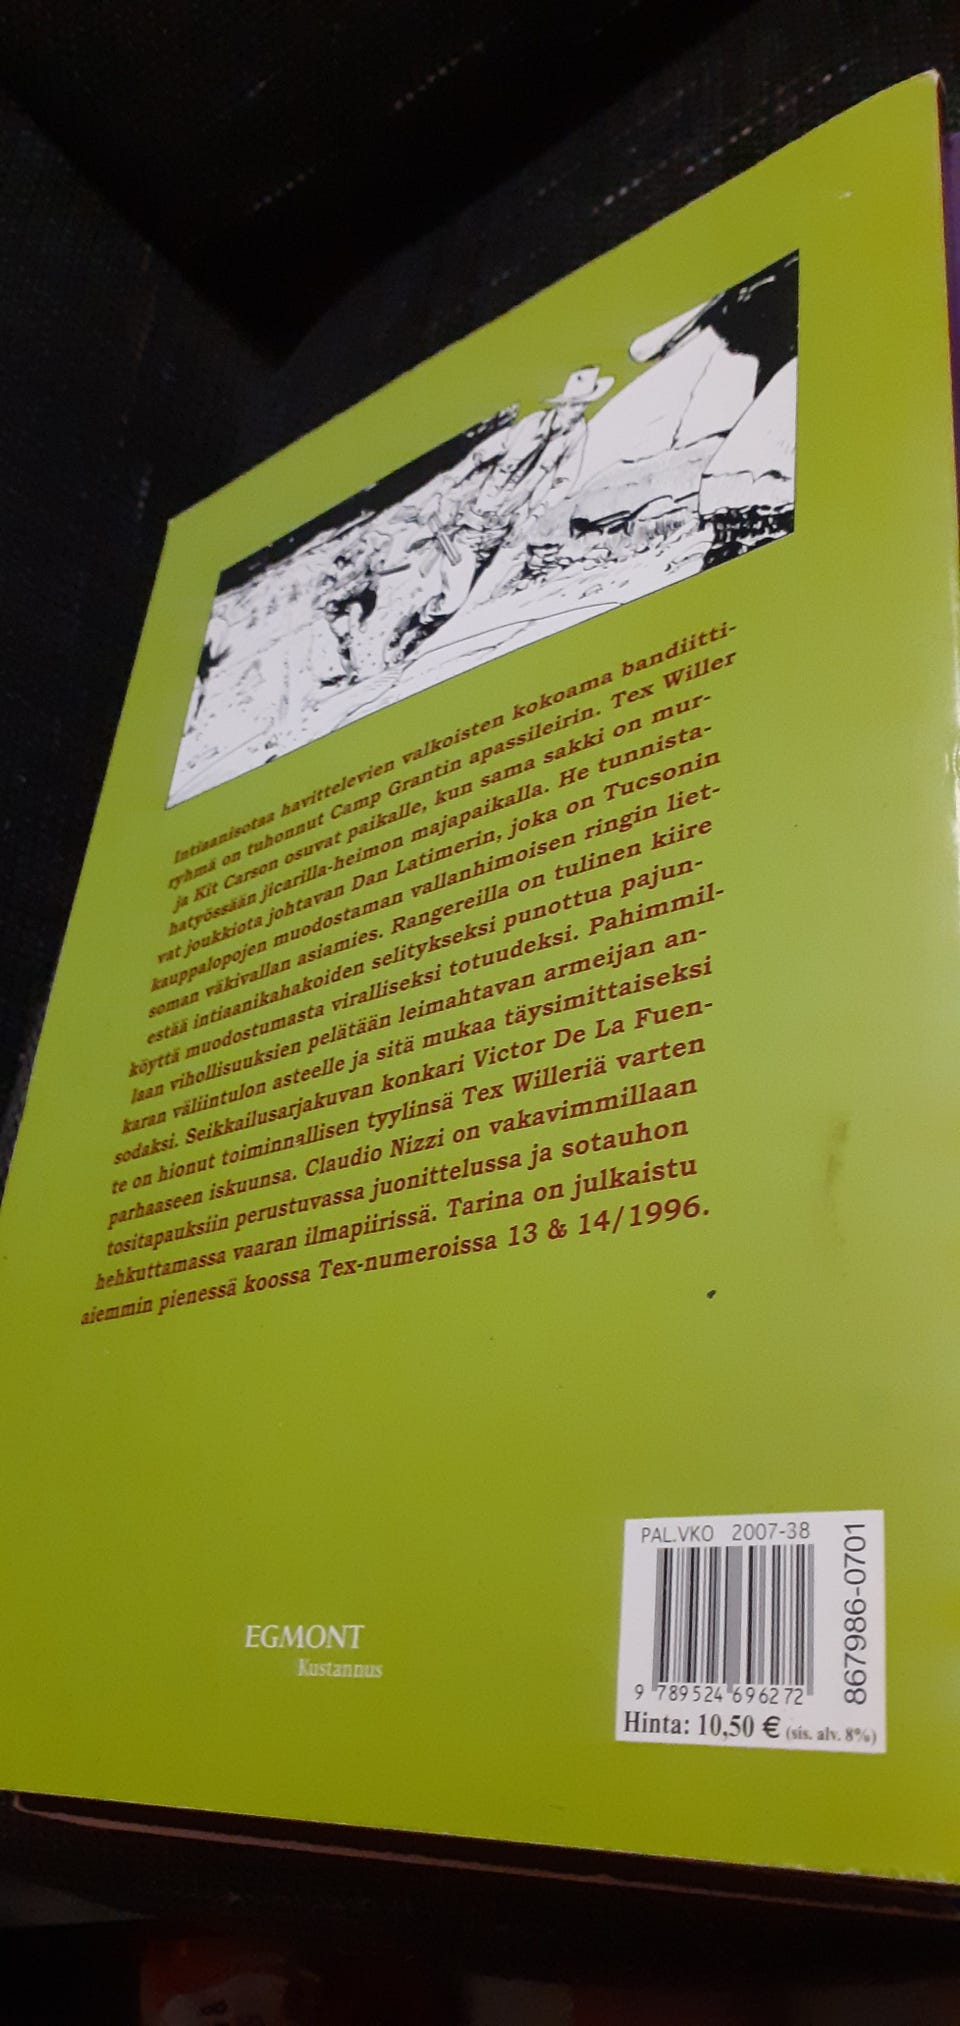 Intiaanisotaa havittelevien valkoisten kokoama bandiitti-
ryhmä on tuhonnut Camp Grantin apassileirin. Tex Willer
ja Kit Carson osuvat paikalle, kun sama sakki on mur-
hatyössään jicarilla-heimon majapaikalla. He tunnista-
vat joukkiota johtavan Dan Latimerin, joka on Tucsonin
kauppalopojen muodostaman vallanhimoisen ringin liet-
soman väkivallan asiamies. Rangereilla on tulinen kiire
estää intiaanikahakoiden selitykseksi punottua pajun-
köyttä muodostumasta viralliseksi totuudeksi. Pahimmil-
laan vihollisuuksien pelätään leimahtavan armeijan an-
karan väliintulon asteelle ja sitä mukaa täysimittaiseksi
sodaksi. Seikkailusarjakuvan konkari Victor De La Fuen-
te on hionut toiminnallisen tyylinsä Tex Willeriä varten
parhaaseen iskuunsa. Claudio Nizzi on vakavimmillaan
tositapauksiin perustuvassa juonittelussa ja sotauhon
hehkuttamassa vaaran ilmapiirissä. Tarina on julkaistu
aiemmin pienessä koossa Tex-numeroissa 13 & 14/1996.
EGMONT
Kustannus
PAL.VKO 2007-38
9 789524 696272
867986-0701
Hinta: 10,50 € (sis. alv. 8%)